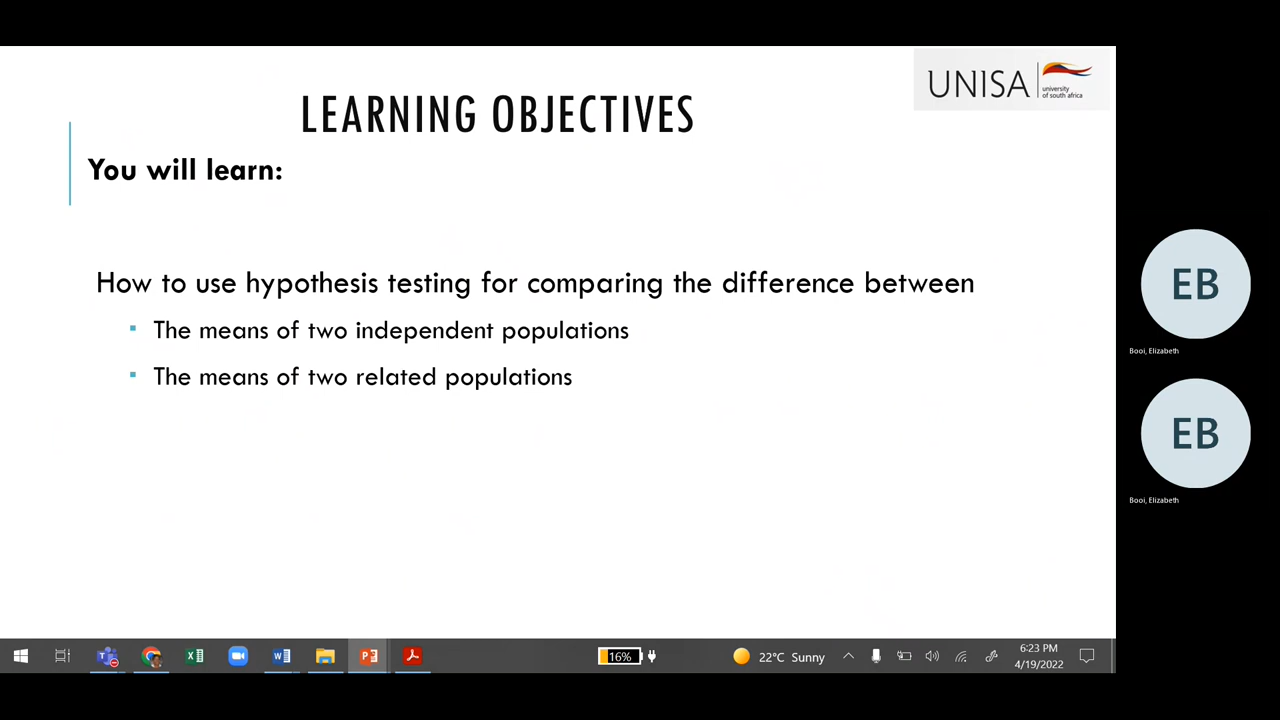 UNISA
university
of south africa
LEARNING OBJECTIVES
You will learn:
How to use hypothesis testing for comparing the difference between
The means of two independent populations
The means of two related populations
EB
Booi, Elizabeth
EB
Booi, Elizabeth
16%
22°C Sunny
6:23 PM
4/19/2022